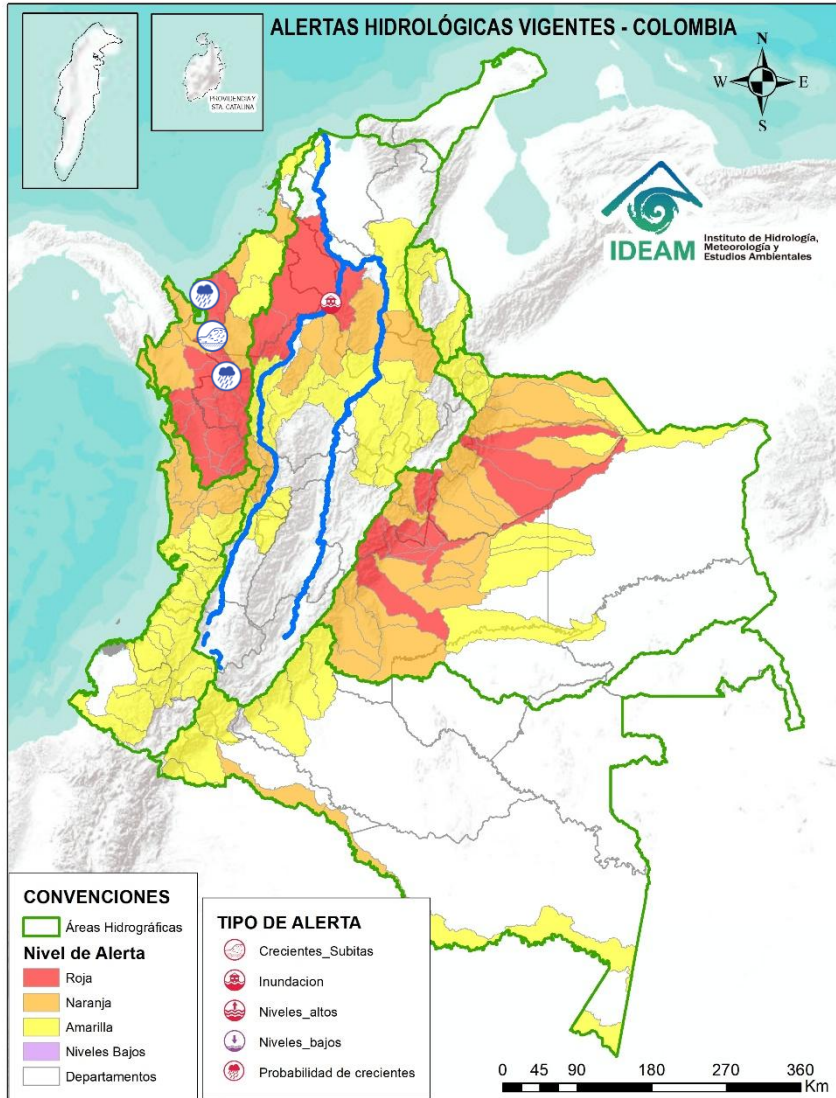 ALERTAS HIDROLÓGICAS VIGENTES - COLOMBIA
PROVIDENCIA Y
STA. CATALINA
N
W
E
S
IDEAM
Instituto de Hidrología,
Meteorología y
Estudios Ambientales
CONVENCIONES
Áreas Hidrográficas
Nivel de Alerta
Roja
Naranja
Amarilla
Niveles Bajos
Departamentos
TIPO DE ALERTA
Crecientes_Subitas
Inundacion
Niveles_altos
Niveles_bajos
Probabilidad de crecientes
0 45 90 180 270 360
Km